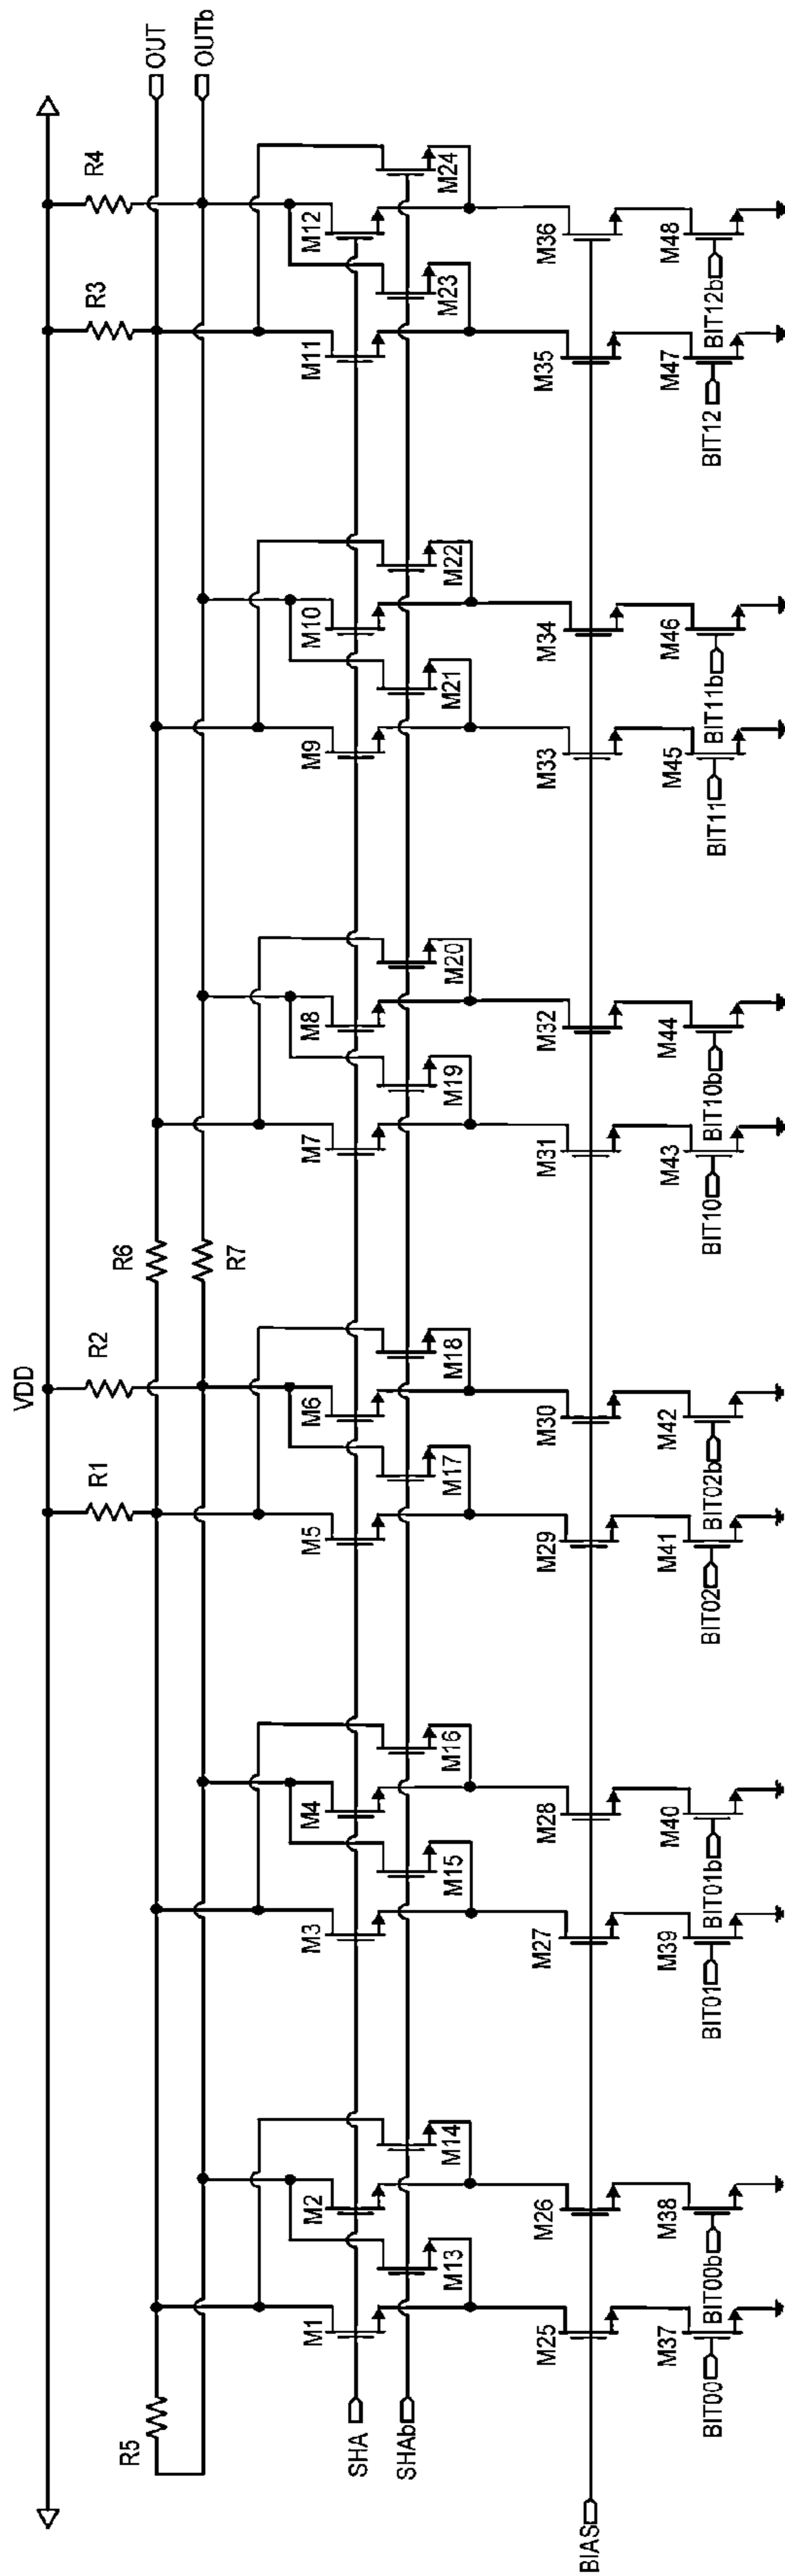 VDD
R1
R2
R3
R4
R5
R6
R7
OUT
OUTb
SHA
SHAb
BIAS
M1
M2
M3
M4
M5
M6
M7
M8
M9
M10
M11
M12
M13
M14
M15
M16
M17
M18
M19
M20
M21
M22
M23
M24
M25
M26
M27
M28
M29
M30
M31
M32
M33
M34
M35
M36
M37
M38
M39
M40
M41
M42
M43
M44
M45
M46
M47
M48
BIT00
BIT00b
BIT01
BIT01b
BIT02
BIT02b
BIT10
BIT10b
BIT11
BIT11b
BIT12
BIT12b